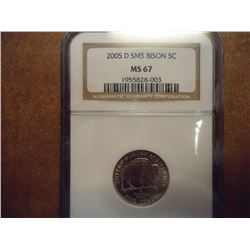 2005 D SMS BISON 5C
MS 67
1955828-003
NUMISMATIC GUARANTY CORPORATION